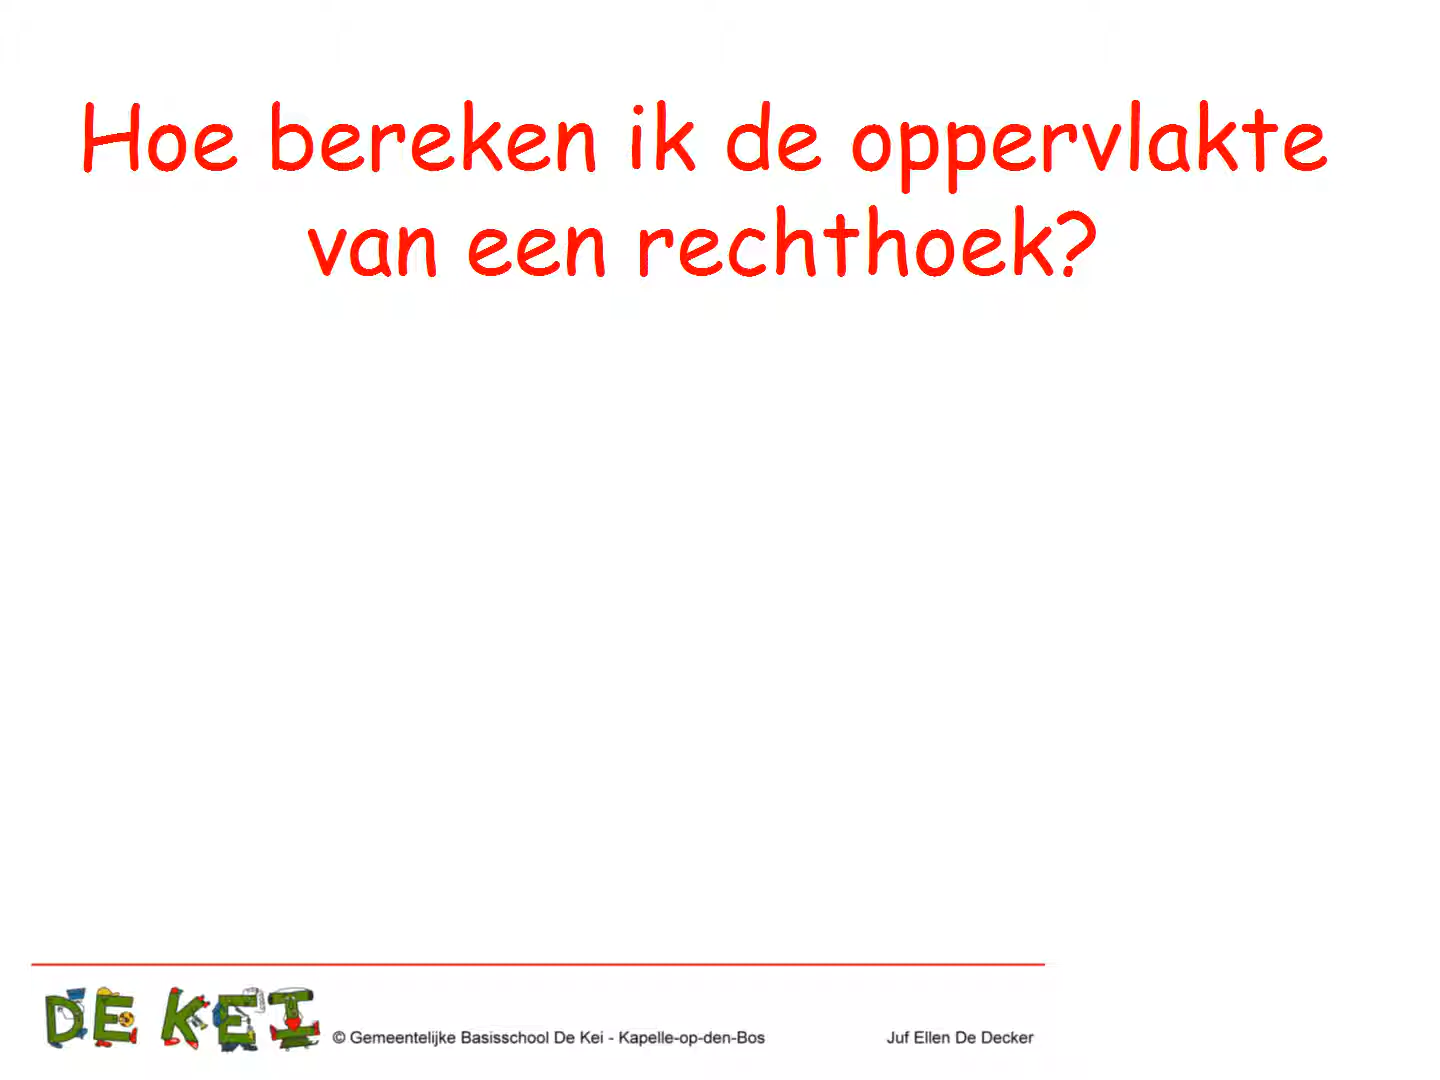 Hoe bereken ik de oppervlakte
van een rechthoek?
DE KEI
© Gemeentelijke Basisschool De Kei - Kapelle-op-den-Bos
Juf Ellen De Decker